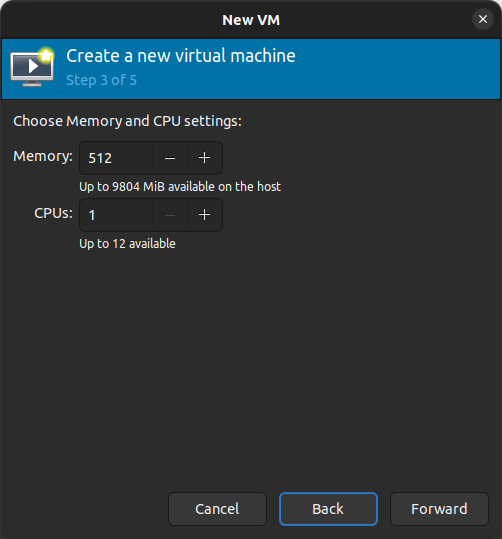 New VM
Create a new virtual machine
Step 3 of 5
Choose Memory and CPU settings:
Memory: 512 − +
Up to 9804 MiB available on the host
CPUs: 1 − +
Up to 12 available
Cancel Back Forward